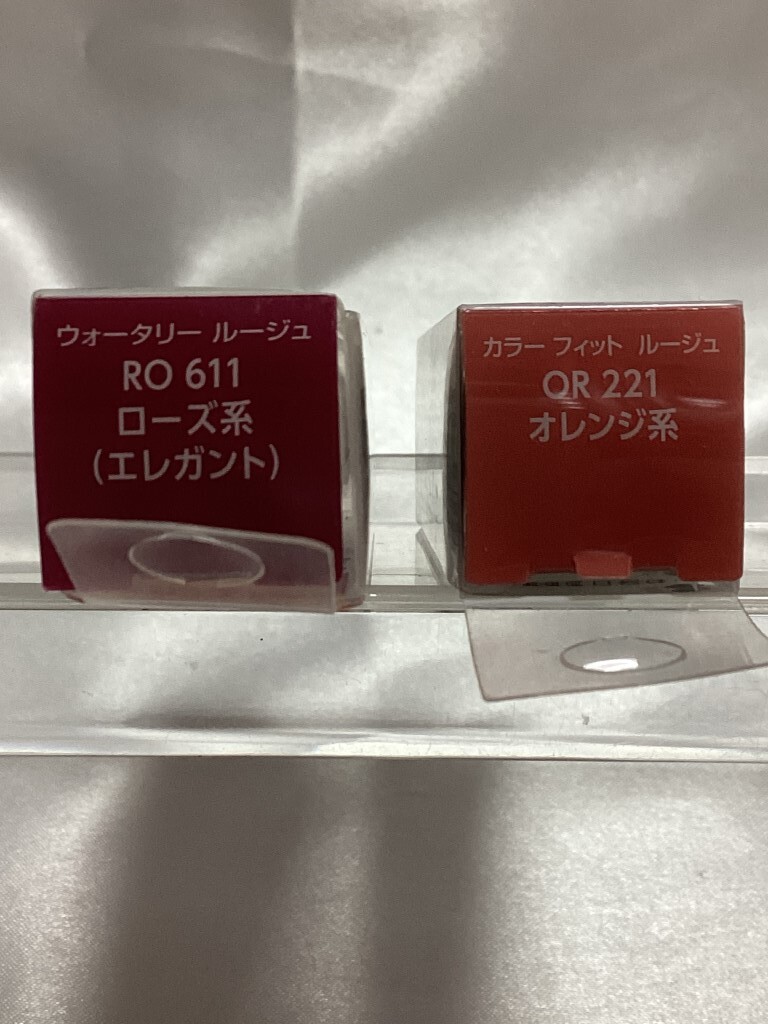 ウォータリー ルージュ
RO 611
ローズ系
(エレガント)
カラー フィット ルージュ
OR 221
オレンジ系